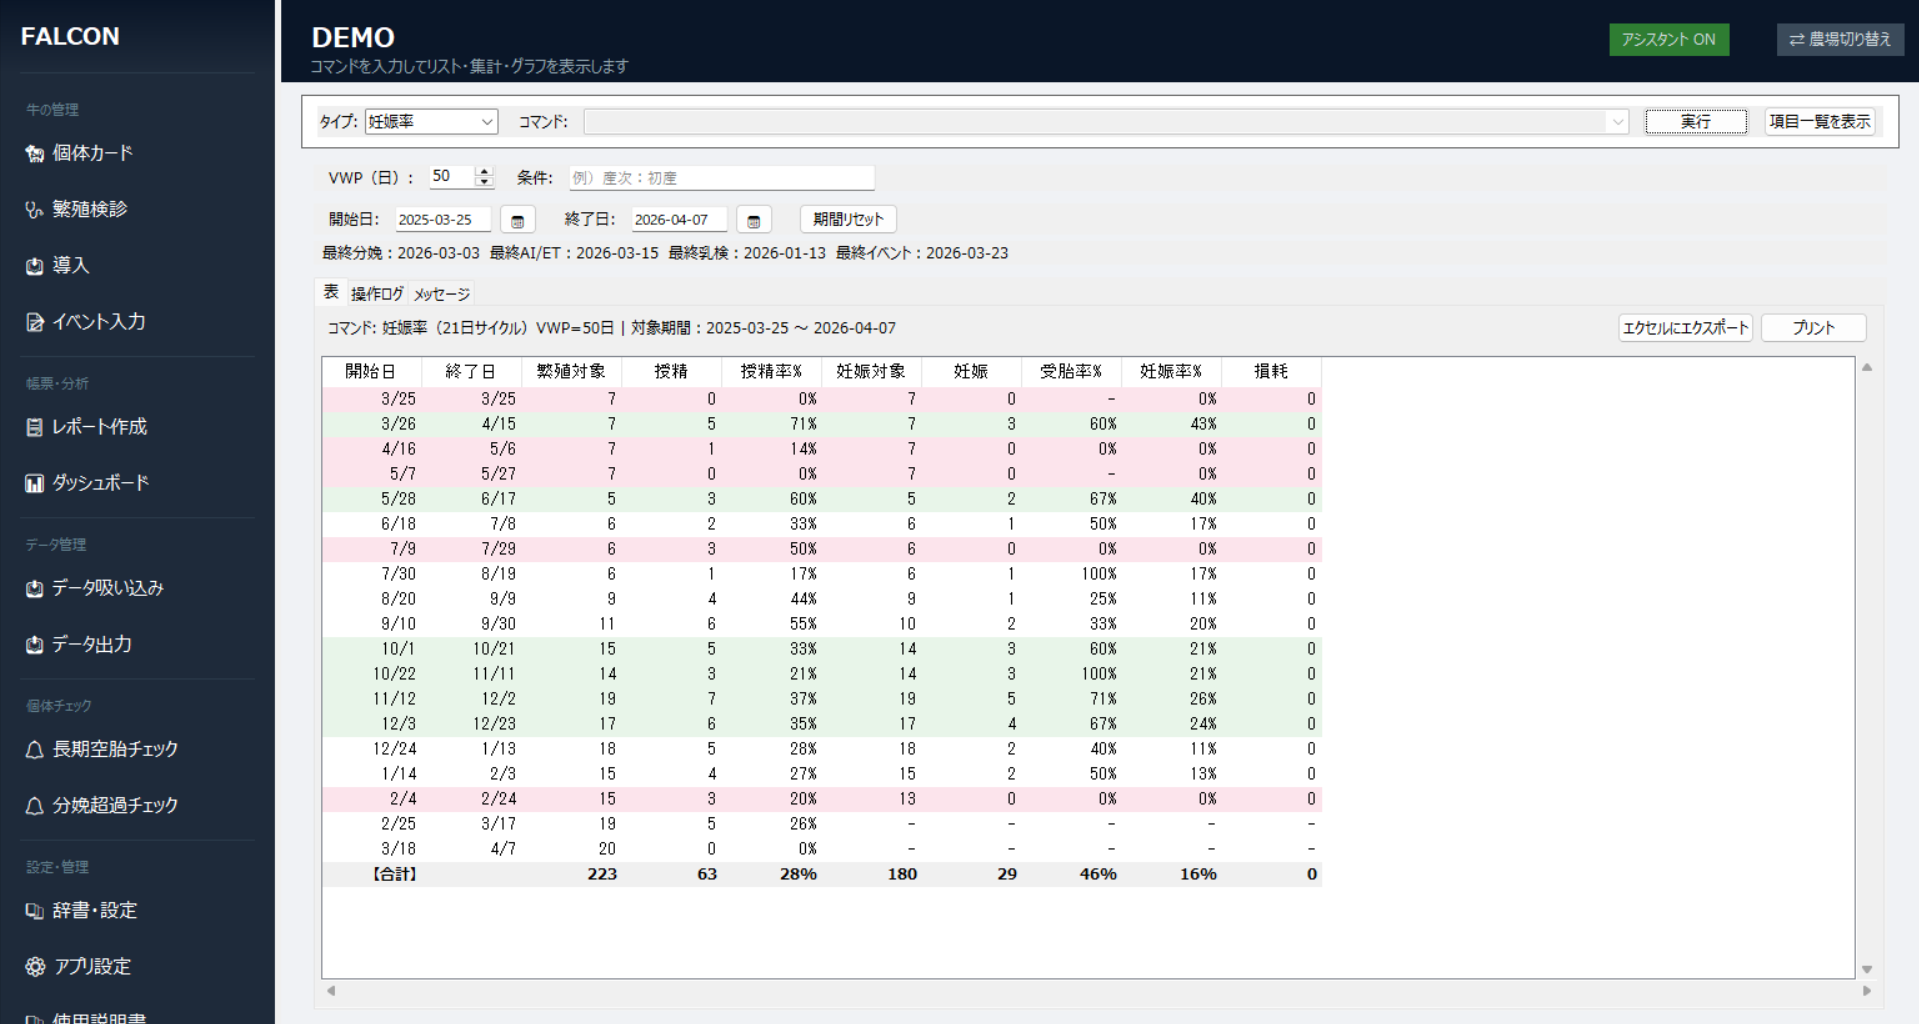 FALCON
牛の管理
個体カード
繁殖検診
導入
イベント入力
帳票・分析
レポート作成
ダッシュボード
データ管理
データ吸い込み
データ出力
個体チェック
長期空胎チェック
分娩超過チェック
設定・管理
辞書・設定
アプリ設定
使用説明書
DEMO
コマンドを入力してリスト・集計・グラフを表示します
アシスタント ON
⇄ 農場切り替え
タイプ: 妊娠率 コマンド: 実行 項目一覧を表示
VWP（日）: 50 条件: 例）産次：初産
開始日: 2025-03-25 終了日: 2026-04-07 期間リセット
最終分娩：2026-03-03 最終AI/ET：2026-03-15 最終乳検：2026-01-13 最終イベント：2026-03-23
表 操作ログ メッセージ
コマンド: 妊娠率（21日サイクル）VWP=50日 | 対象期間：2025-03-25 ～ 2026-04-07
エクセルにエクスポート プリント
開始日 終了日 繁殖対象 授精 授精率% 妊娠対象 妊娠 受胎率% 妊娠率% 損耗
3/25 3/25 7 0 0% 7 0 - 0% 0
3/26 4/15 7 5 71% 7 3 60% 43% 0
4/16 5/6 7 1 14% 7 0 0% 0% 0
5/7 5/27 7 0 0% 7 0 - 0% 0
5/28 6/17 5 3 60% 5 2 67% 40% 0
6/18 7/8 6 2 33% 6 1 50% 17% 0
7/9 7/29 6 3 50% 6 0 0% 0% 0
7/30 8/19 6 1 17% 6 1 100% 17% 0
8/20 9/9 9 4 44% 9 1 25% 11% 0
9/10 9/30 11 6 55% 10 2 33% 20% 0
10/1 10/21 15 5 33% 14 3 60% 21% 0
10/22 11/11 14 3 21% 14 3 100% 21% 0
11/12 12/2 19 7 37% 19 5 71% 26% 0
12/3 12/23 17 6 35% 17 4 67% 24% 0
12/24 1/13 18 5 28% 18 2 40% 11% 0
1/14 2/3 15 4 27% 15 2 50% 13% 0
2/4 2/24 15 3 20% 13 0 0% 0% 0
2/25 3/17 19 5 26% - - - - -
3/18 4/7 20 0 0% - - - - -
【合計】 223 63 28% 180 29 46% 16% 0